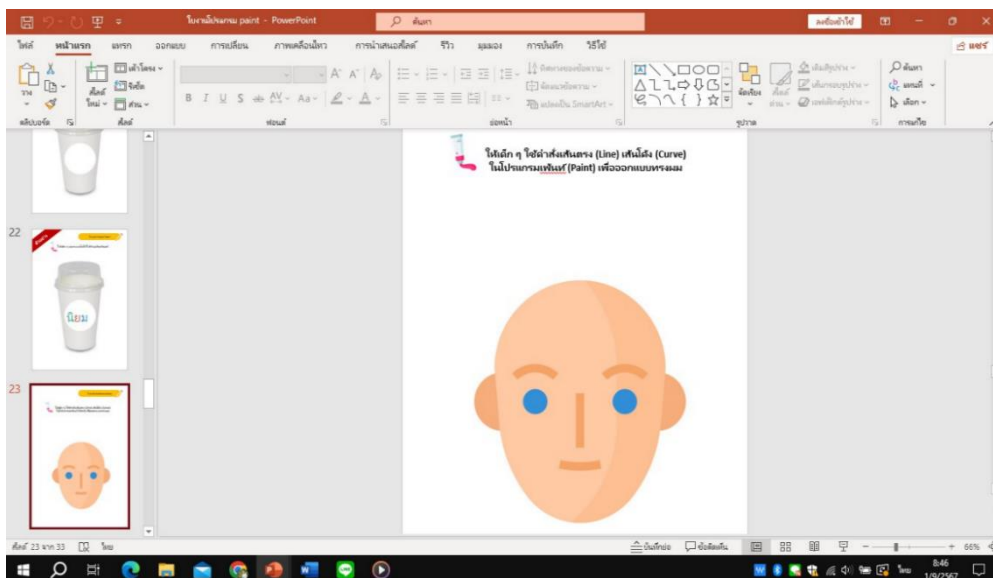 ใบงานโปรแกรม paint - PowerPoint
ค้นหา
ลงชื่อเข้าใช้
ไฟล์ หน้าแรก แทรก ออกแบบ การเปลี่ยน ภาพเคลื่อนไหว การนำเสนอสไลด์ รีวิว มุมมอง การบันทึก วิธีใช้
แชร์
วาง
สไลด์
ใหม่
เค้าโครง
รีเซ็ต
ส่วน
B I U S ab AV Aa
ทิศทางของข้อความ
จัดแนวข้อความ
แปลงเป็น SmartArt
จัดเรียง
สไตล์
ด่วน
เติมสีรูปร่าง
เส้นกรอบรูปร่าง
เอฟเฟ็กต์รูปร่าง
ค้นหา
แทนที่
เลือก
คลิปบอร์ด สไลด์ ฟอนต์ ย่อหน้า รูปวาด การแก้ไข
ให้เด็ก ๆ ใช้คำสั่งเส้นตรง (Line) เส้นโค้ง (Curve)
ในโปรแกรมเพ้นท์ (Paint) เพื่อออกแบบทรงผม
22
นิยม
23
สไลด์ 23 จาก 33 ไทย
บันทึกย่อ ข้อคิดเห็น
66%
ไทย
8:46
1/9/2567